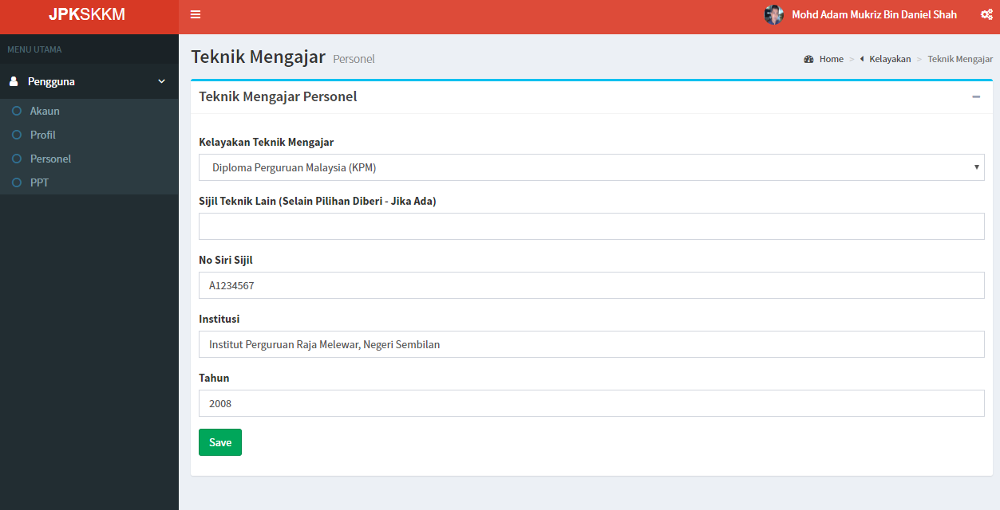 JPKSKKM
Mohd Adam Mukriz Bin Daniel Shah
MENU UTAMA
Pengguna
Akaun
Profil
Personel
PPT
Teknik Mengajar Personel
Home > Kelayakan > Teknik Mengajar
Teknik Mengajar Personel
Kelayakan Teknik Mengajar
Diploma Perguruan Malaysia (KPM)
Sijil Teknik Lain (Selain Pilihan Diberi - Jika Ada)
No Siri Sijil
A1234567
Institusi
Institut Perguruan Raja Melewar, Negeri Sembilan
Tahun
2008
Save